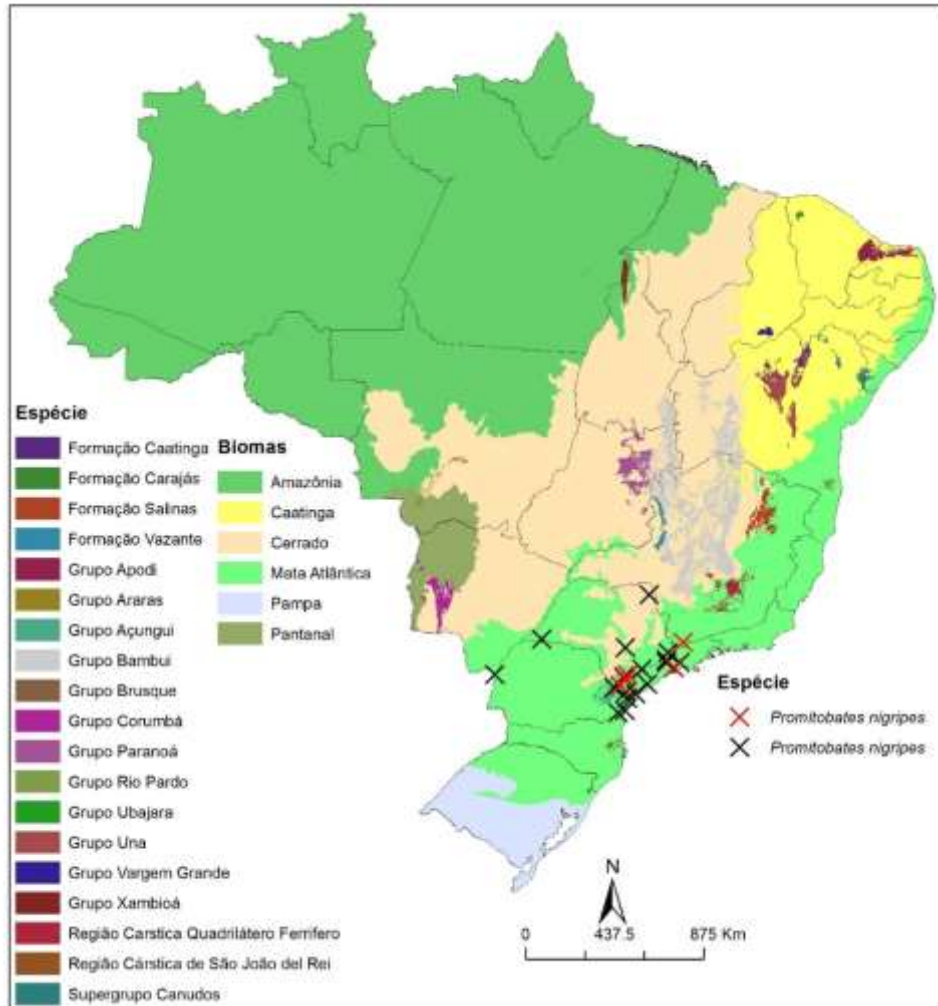 Espécie
Formação Caatinga
Formação Carajás
Formação Salinas
Formação Vazante
Grupo Apodi
Grupo Araras
Grupo Açungui
Grupo Bambui
Grupo Brusque
Grupo Corumbá
Grupo Paranoá
Grupo Rio Pardo
Grupo Ubajara
Grupo Una
Grupo Vargem Grande
Grupo Xambioá
Região Carstica Quadrilátero Ferrífero
Região Cárstica de São João del Rei
Supergrupo Canudos
Biomas
Amazônia
Caatinga
Cerrado
Mata Atlântica
Pampa
Pantanal
Espécie
Promitobates nigripes
Promitobates nigripes
N
0 437.5 875 Km